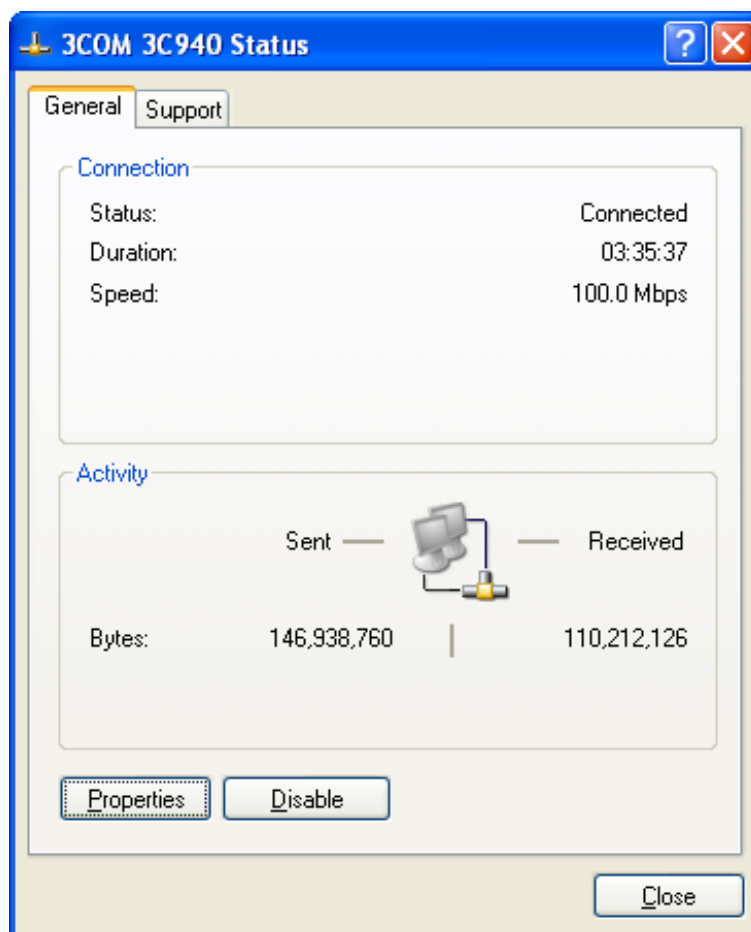 3COM 3C940 Status
General Support
Connection
Status: Connected
Duration: 03:35:37
Speed: 100.0 Mbps
Activity
Sent Received
Bytes: 146,938,760 110,212,126
Properties Disable
Close